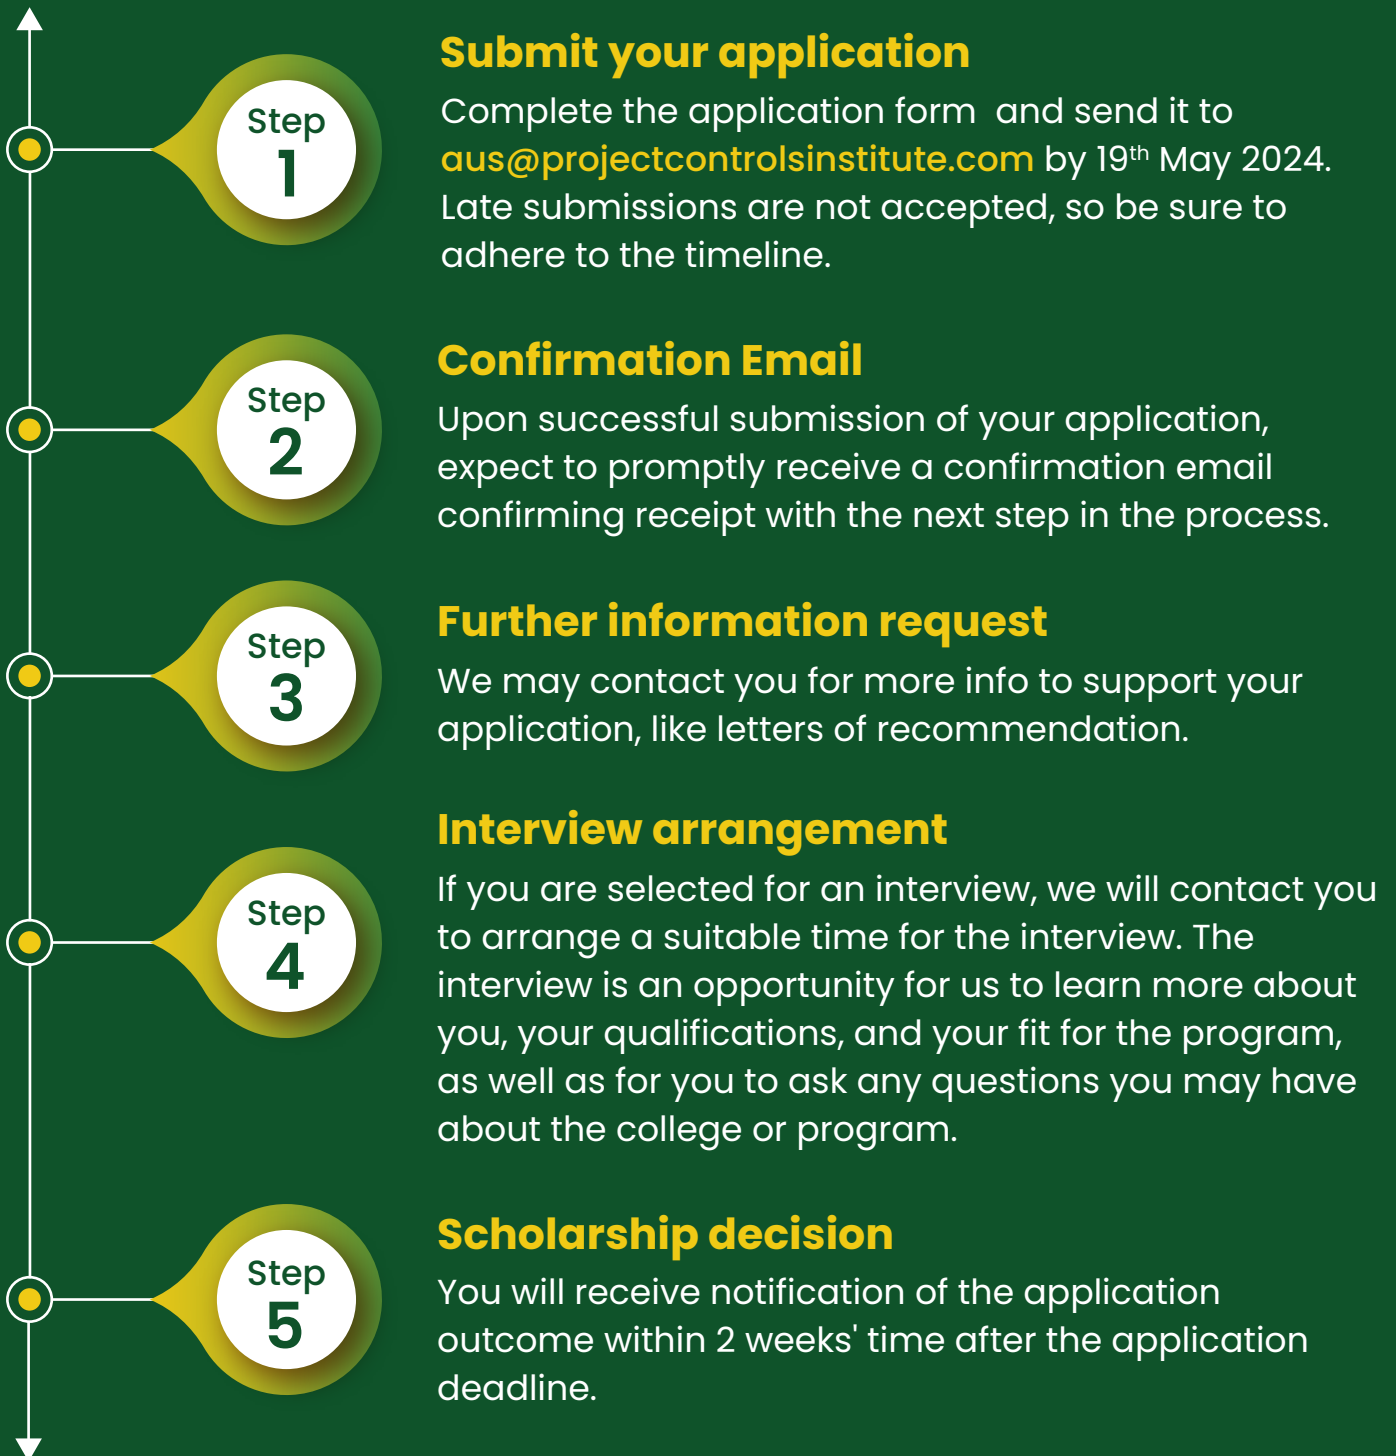 Step
1
Submit your application
Complete the application form and send it to
aus@projectcontrolsinstitute.com by 19th May 2024.
Late submissions are not accepted, so be sure to
adhere to the timeline.
Step
2
Confirmation Email
Upon successful submission of your application,
expect to promptly receive a confirmation email
confirming receipt with the next step in the process.
Step
3
Further information request
We may contact you for more info to support your
application, like letters of recommendation.
Step
4
Interview arrangement
If you are selected for an interview, we will contact you
to arrange a suitable time for the interview. The
interview is an opportunity for us to learn more about
you, your qualifications, and your fit for the program,
as well as for you to ask any questions you may have
about the college or program.
Step
5
Scholarship decision
You will receive notification of the application
outcome within 2 weeks' time after the application
deadline.